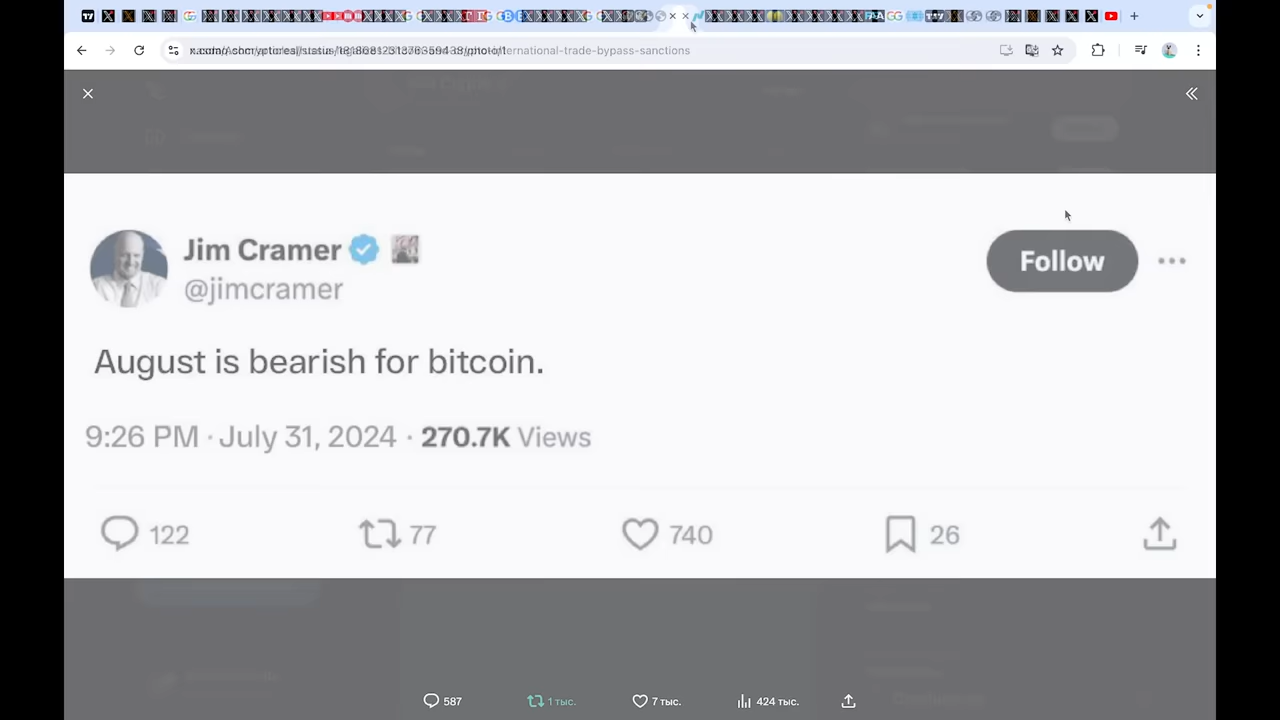 Jim Cramer
@jimcramer
Follow
August is bearish for bitcoin.
9:26 PM · July 31, 2024 · 270.7K Views
122 77 740 26
587 1 тыс. 7 тыс. 424 тыс.